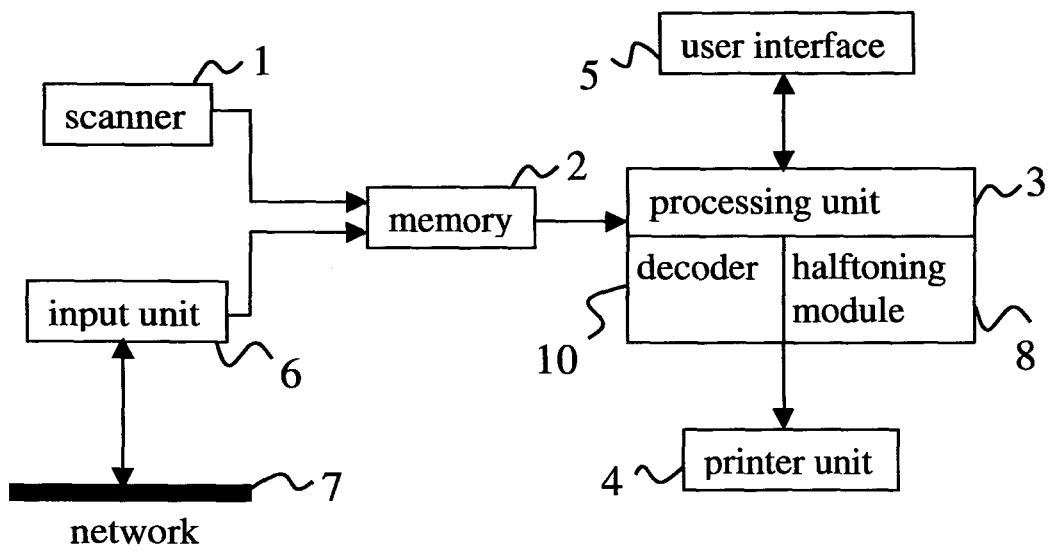 1
scanner
5
user interface
2
memory
3
processing unit
decoder
halftoning
module
10
8
input unit
6
4
printer unit
7
network